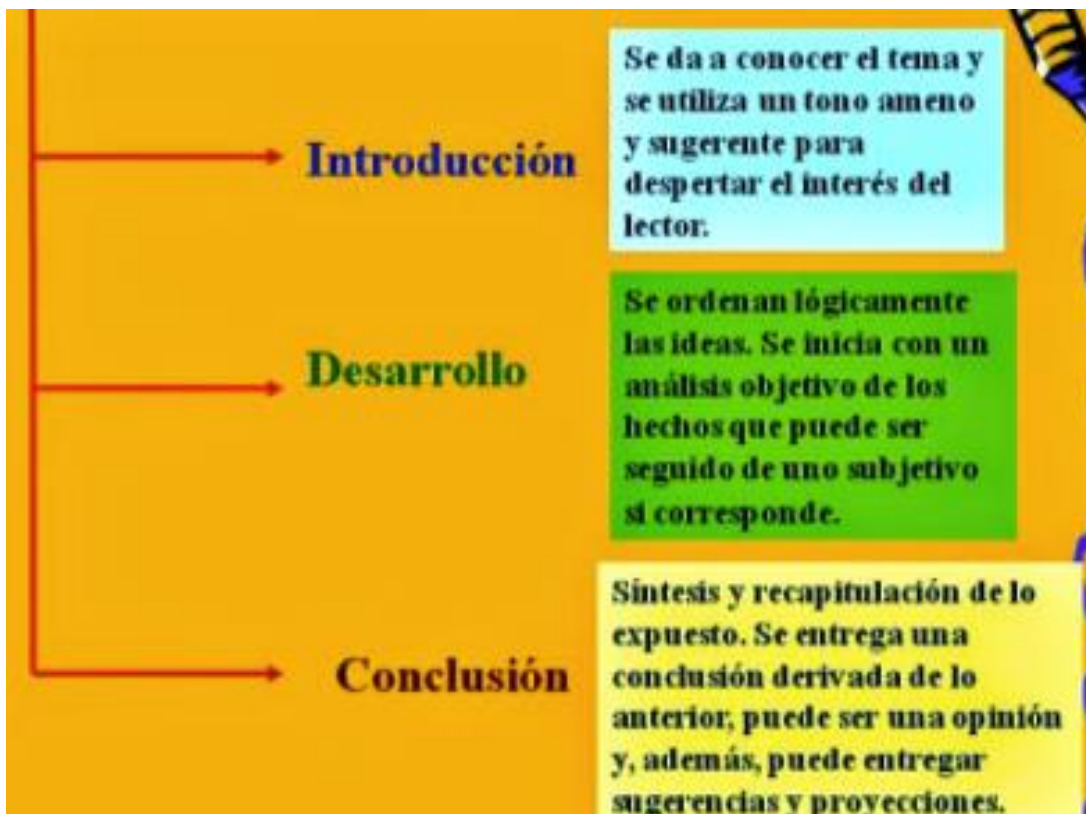 Introducción
Se da a conocer el tema y
se utiliza un tono ameno
y sugerente para
despertar el interés del
lector.
Desarrollo
Se ordenan lógicamente
las ideas. Se inicia con un
análisis objetivo de los
hechos que puede ser
seguido de uno subjetivo
si corresponde.
Conclusión
Síntesis y recapitulación de lo
expuesto. Se entrega una
conclusión derivada de lo
anterior, puede ser una opinión
y, además, puede entregar
sugerencias y proyecciones.